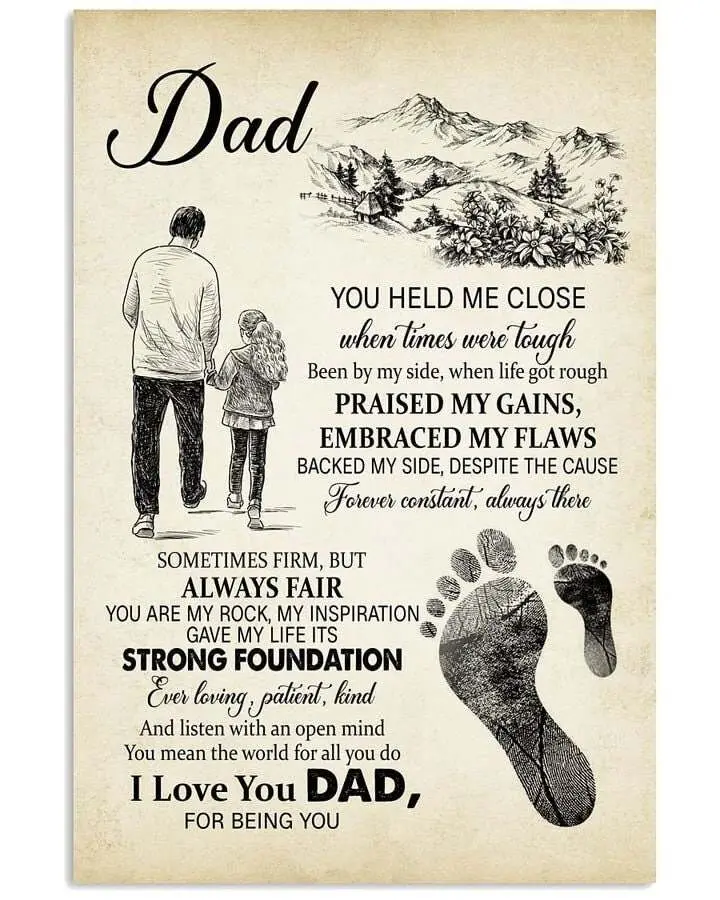 Dad
YOU HELD ME CLOSE
when times were tough
Been by my side, when life got rough
PRAISED MY GAINS,
EMBRACED MY FLAWS
BACKED MY SIDE, DESPITE THE CAUSE
Forever constant, always there
SOMETIMES FIRM, BUT
ALWAYS FAIR
YOU ARE MY ROCK, MY INSPIRATION
GAVE MY LIFE ITS
STRONG FOUNDATION
Ever loving, patient, kind
And listen with an open mind
You mean the world for all you do
I Love You DAD,
FOR BEING YOU